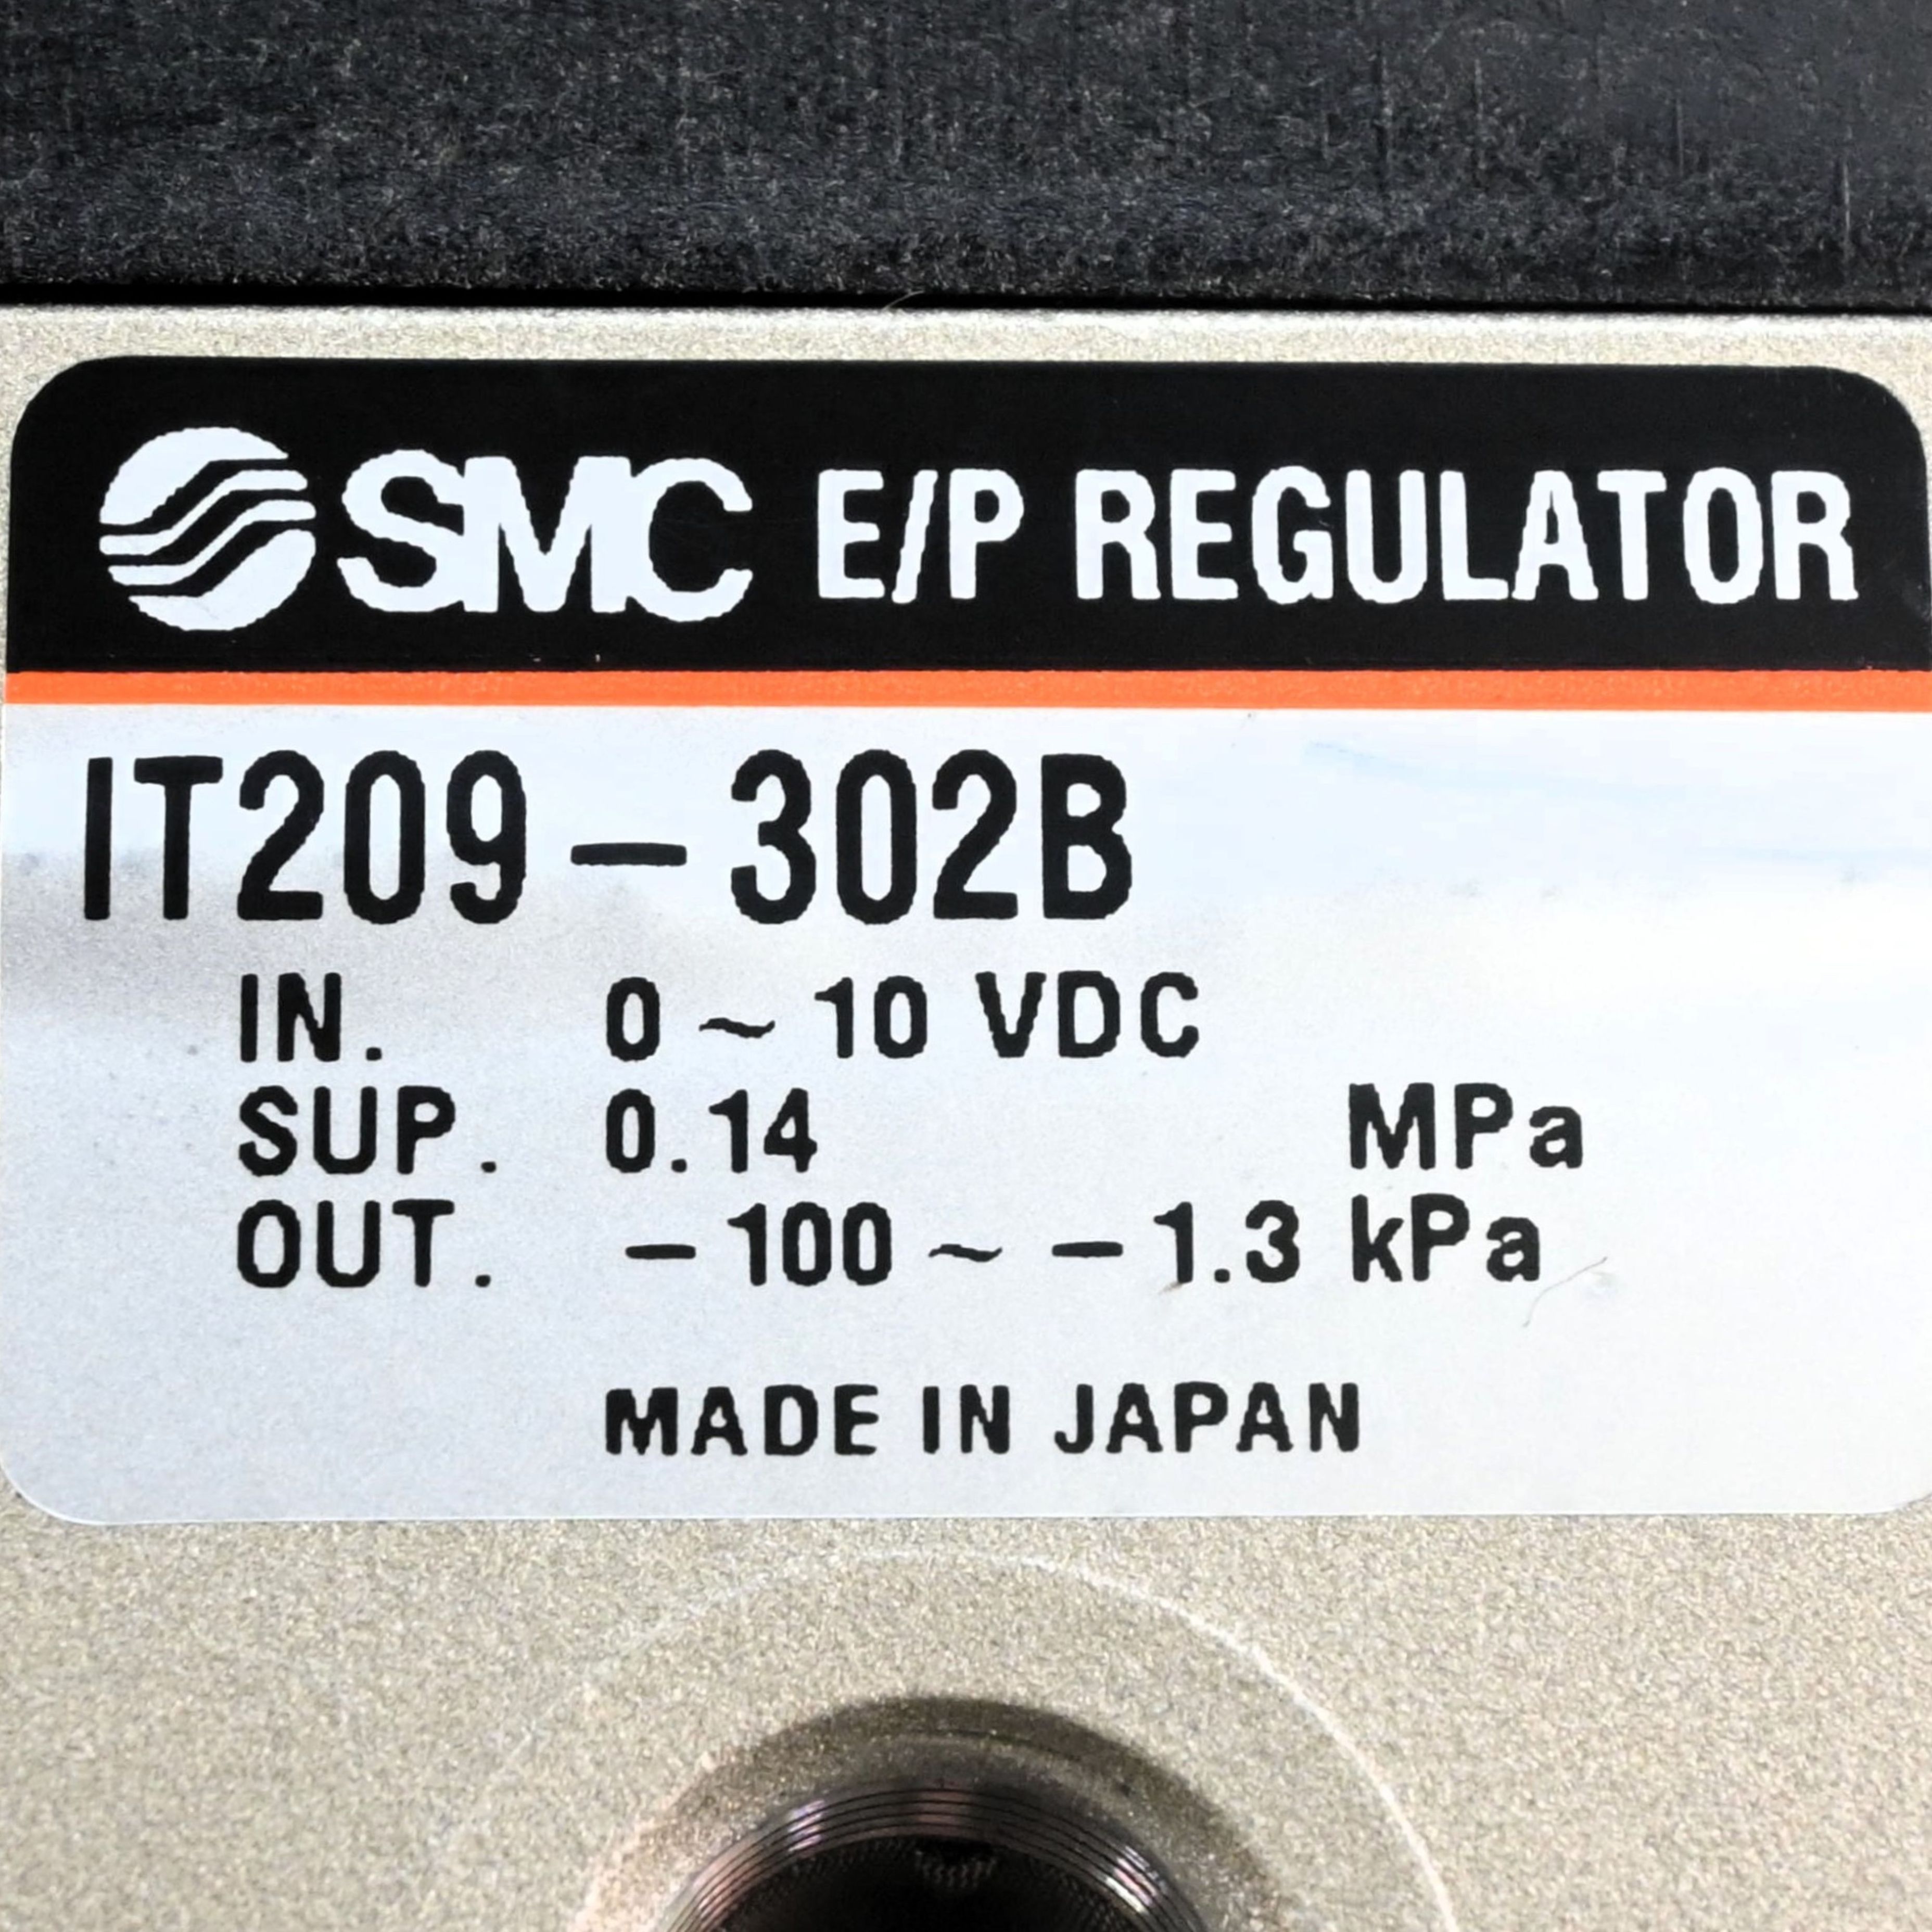 SMC E/P REGULATOR
IT209-302B
IN. 0 ~ 10 VDC
SUP. 0.14 MPa
OUT. -100 ~ -1.3 kPa
MADE IN JAPAN